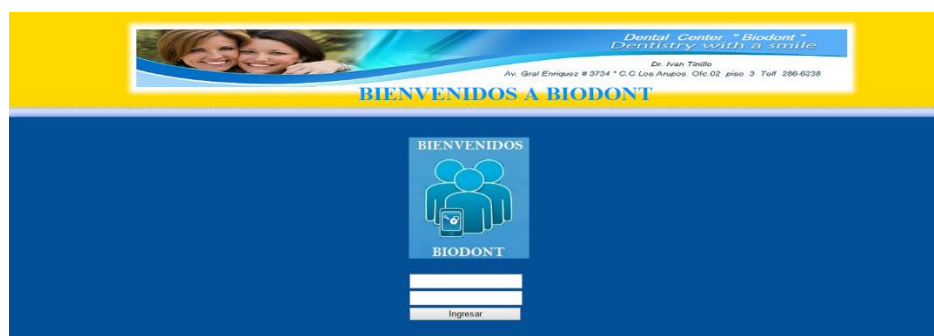 Dental Center "Biodont"
Dentistry with a smile
Dr. Ivan Tinillo
Av. Gral Enriquez # 3734 * C.C Los Arupos Ofc.02 piso 3 Telf 286-6238
BIENVENIDOS A BIODONT
BIENVENIDOS
BIODONT
Ingresar